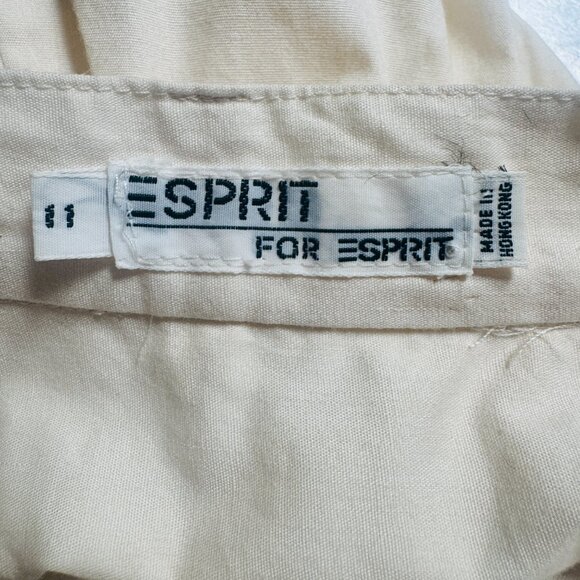 11
ESPRIT
FOR ESPRIT
MADE IN
HONGKONG